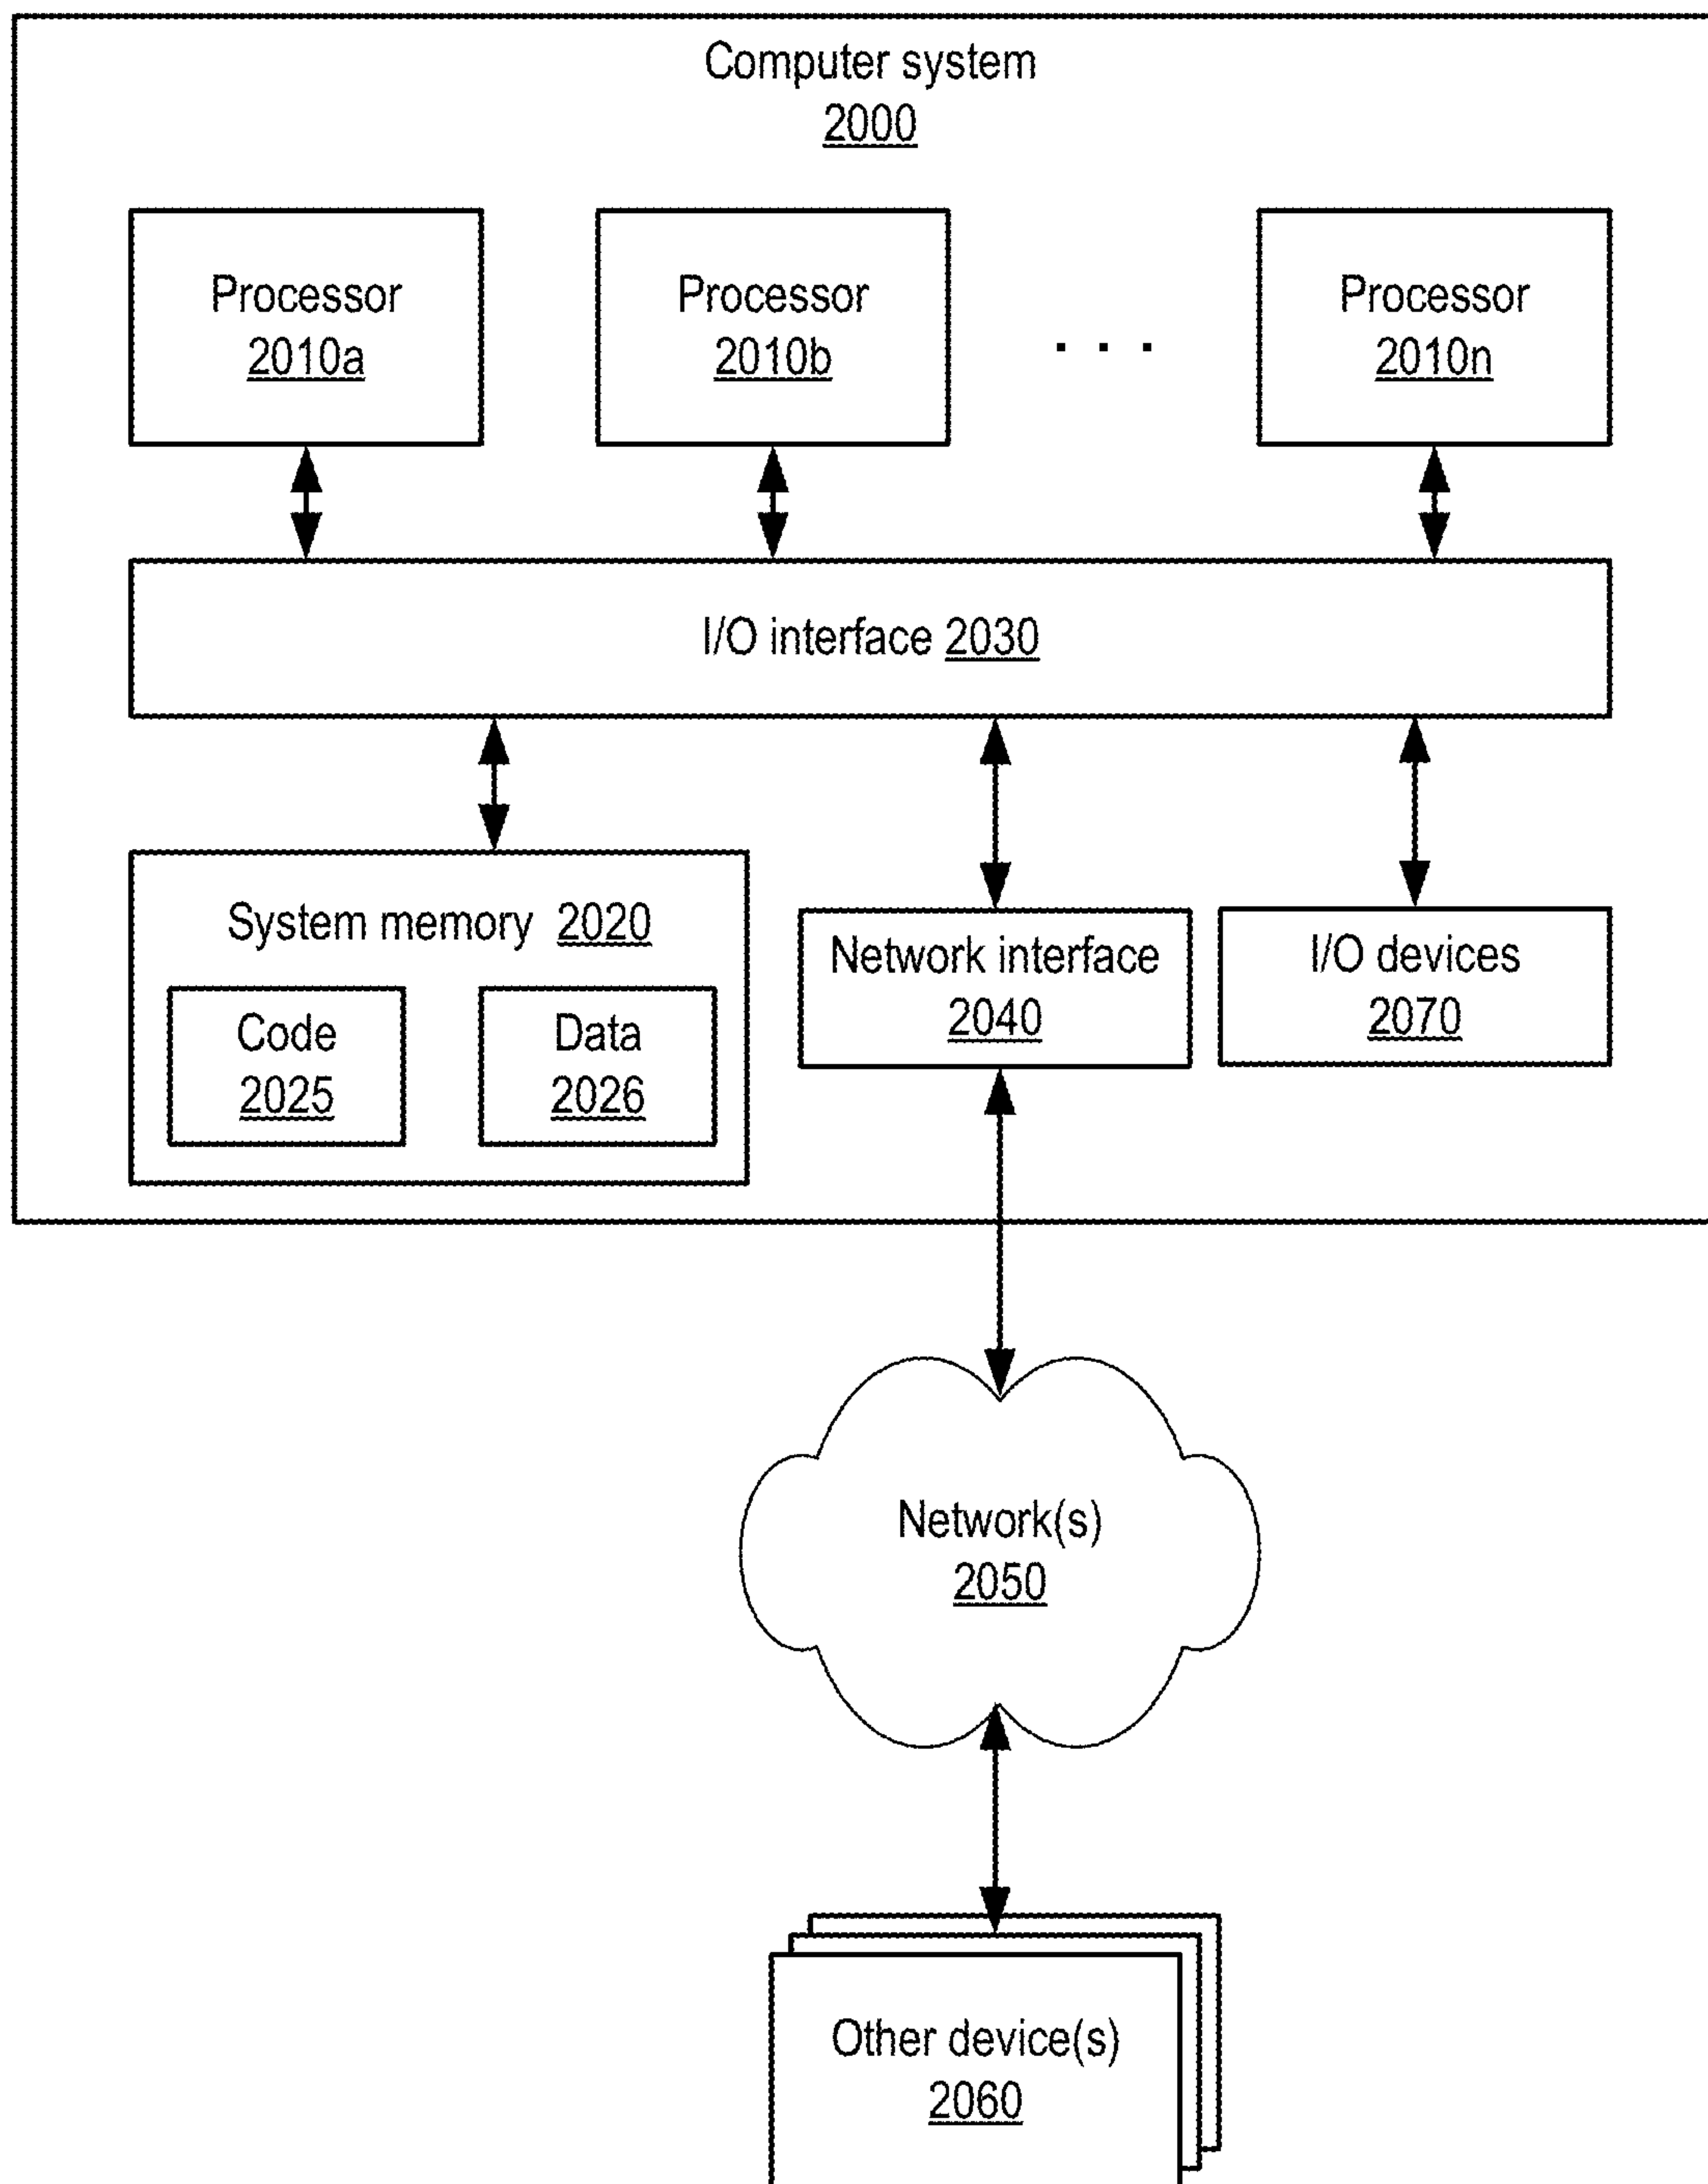 Computer system
2000
Processor
2010a
Processor
2010b
. . .
Processor
2010n
I/O interface 2030
System memory 2020
Code
2025
Data
2026
Network interface
2040
I/O devices
2070
Network(s)
2050
Other device(s)
2060